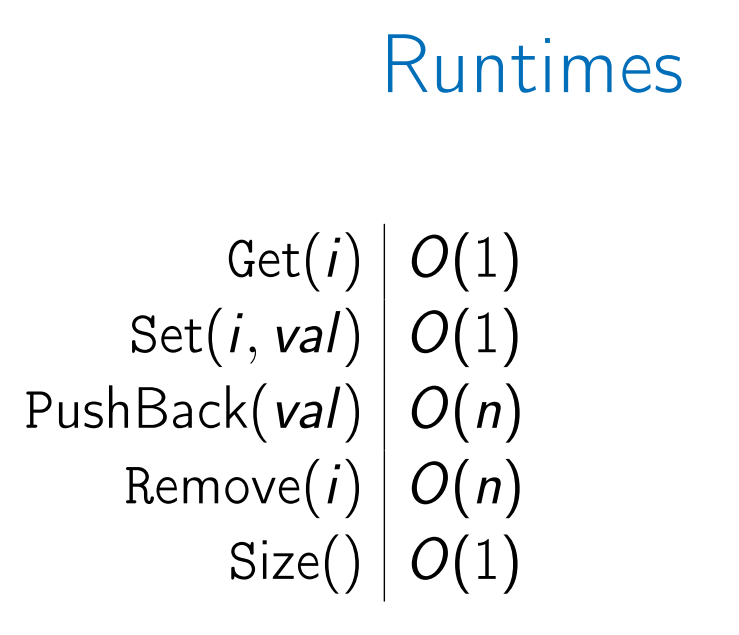 Runtimes
Get(i) O(1)
Set(i, val) O(1)
PushBack(val) O(n)
Remove(i) O(n)
Size() O(1)